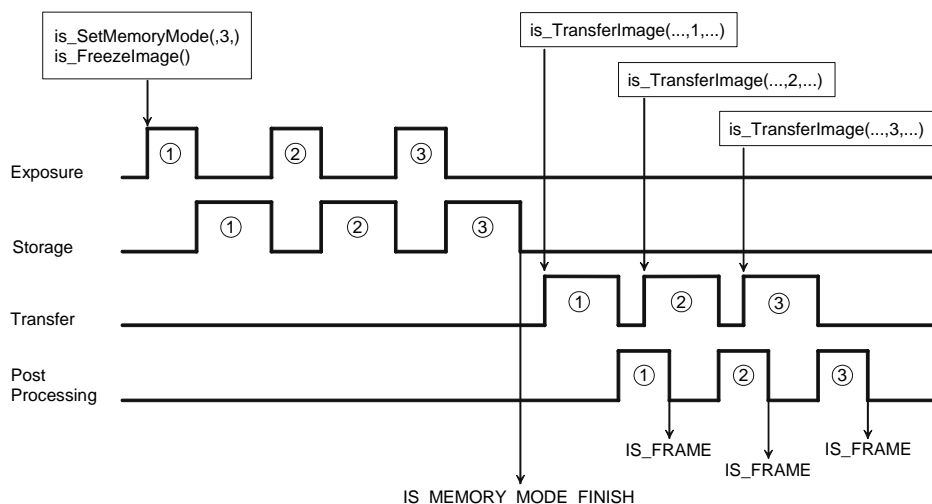 is_SetMemoryMode(,3,)
is_FreezeImage()
is_TransferImage(...,1,...)
is_TransferImage(...,2,...)
is_TransferImage(...,3,...)
Exposure
① ② ③
Storage
① ② ③
Transfer
① ② ③
Post
Processing
① ② ③
IS_FRAME
IS_FRAME
IS_FRAME
IS_MEMORY_MODE_FINISH